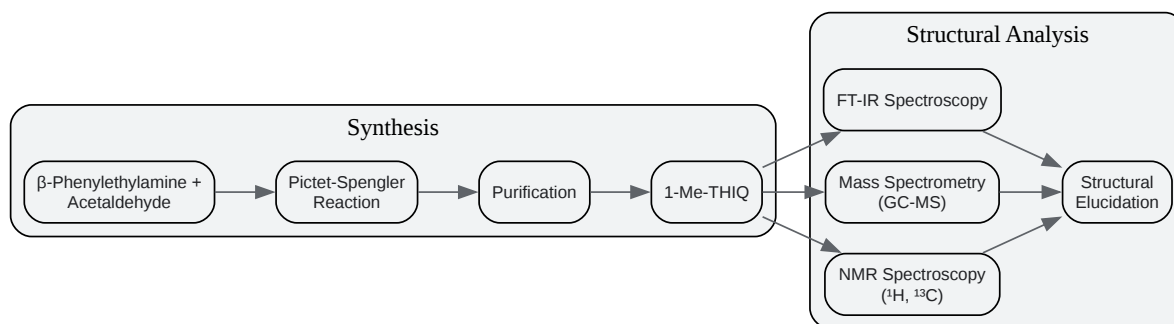 Synthesis
β-Phenylethylamine +
Acetaldehyde
Pictet-Spengler
Reaction
Purification
1-Me-THIQ
Structural Analysis
FT-IR Spectroscopy
Mass Spectrometry
(GC-MS)
NMR Spectroscopy
(¹H, ¹³C)
Structural
Elucidation